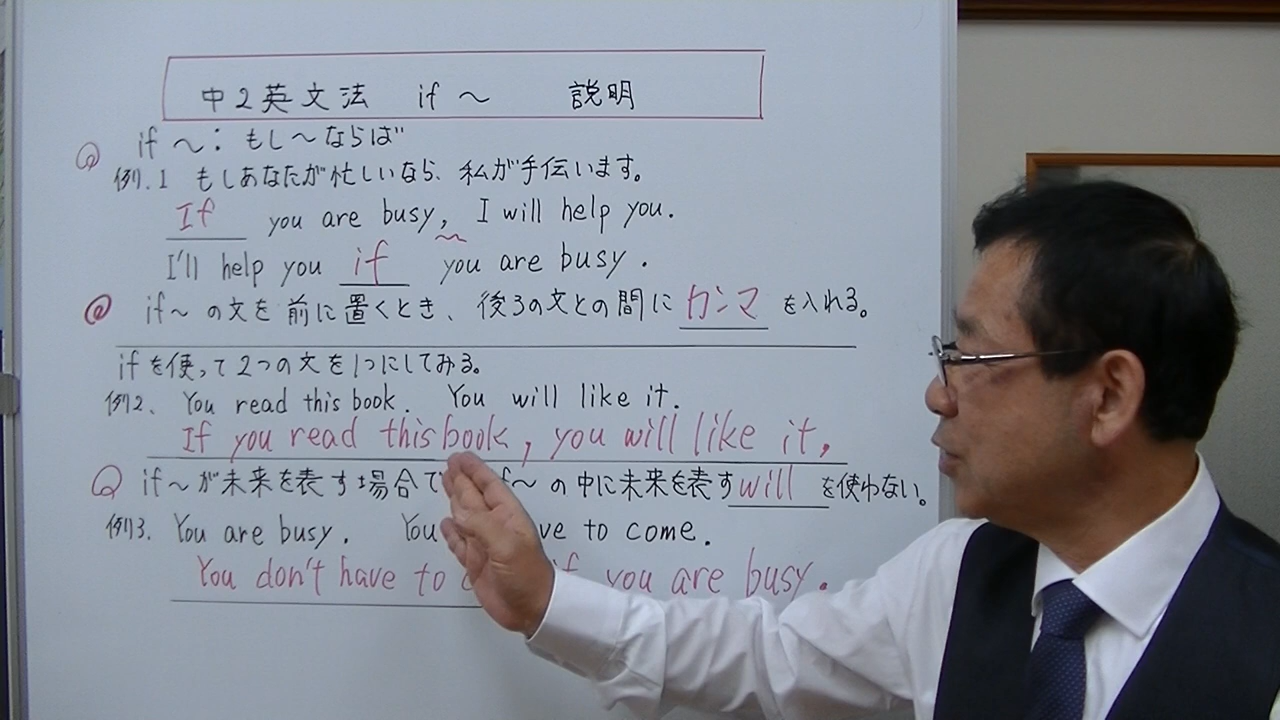 中2英文法 if ～ 説明
if ～：もし～ならば
例.1 もしあなたが忙しいなら、私が手伝います。
If you are busy, I will help you.
I'll help you if you are busy.
if～の文を前に置くとき、後ろの文との間にカンマを入れる。
ifを使って2つの文を1つにしてみる。
例2. You read this book. You will like it.
If you read this book, you will like it.
if～が未来を表す場合で f～の中に未来を表すwillを使わない。
例3. You are busy. You ve to come.
You don't have to if you are busy.